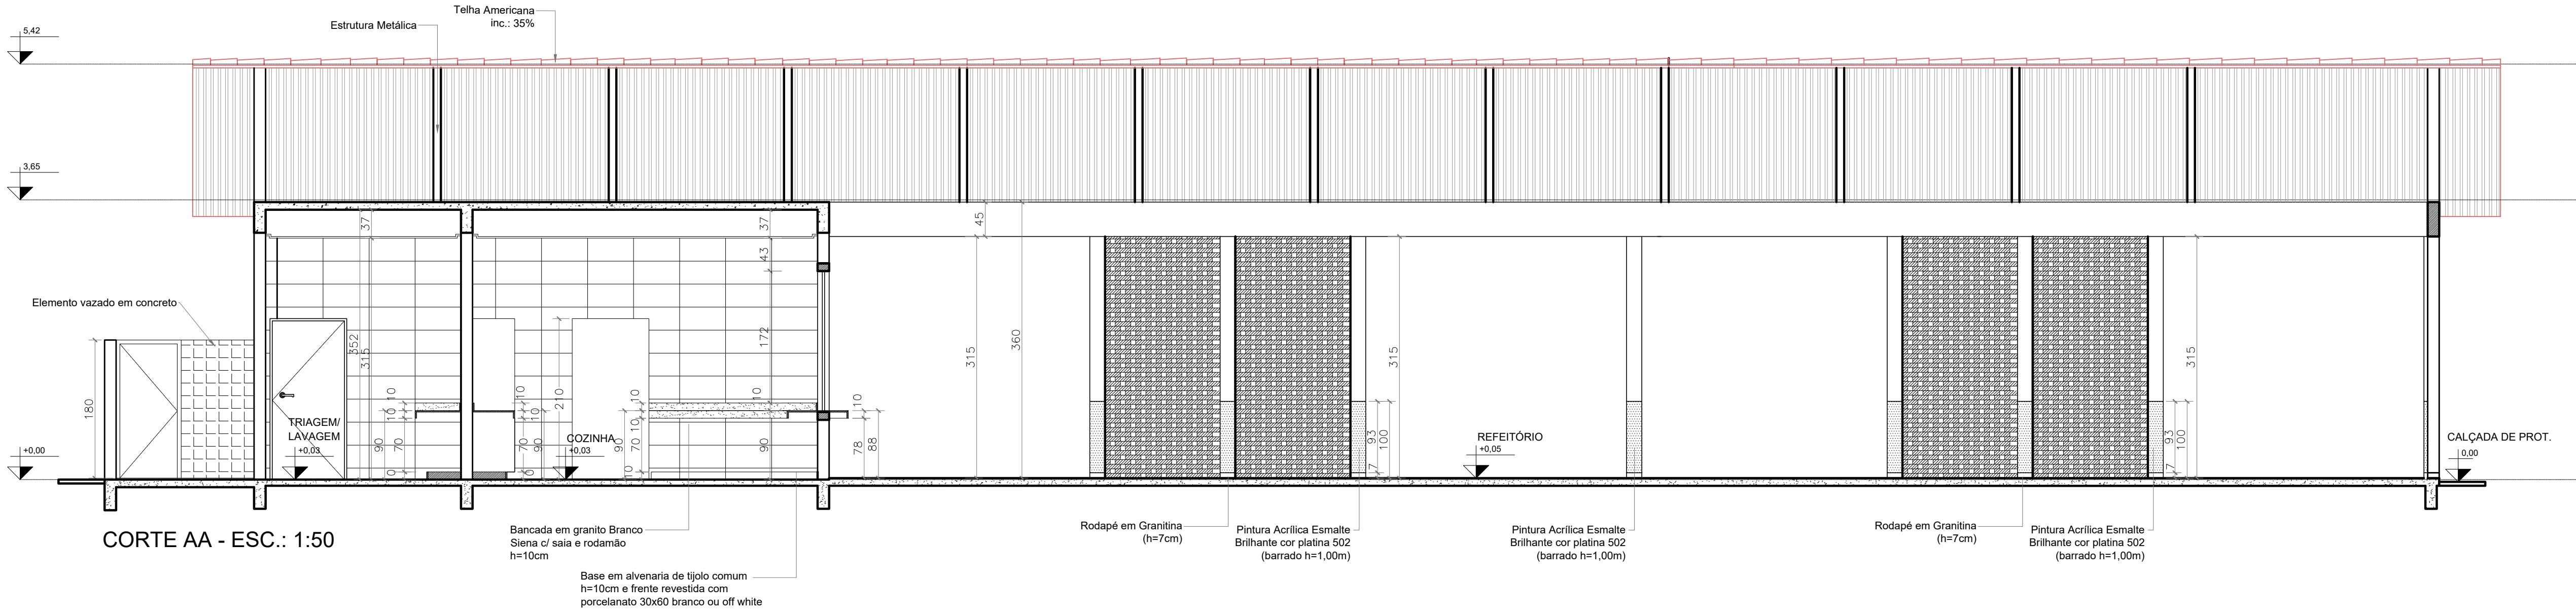 Telha Americana
inc.: 35%
Estrutura Metálica
5,42
3,65
37
37
45
43
Elemento vazado em concreto
352
315
172
315
360
315
315
180
210
10
10
10
10
10
10
10
10
10
90
70
70
90
90
70
90
78
88
10
10
10
93
100
7
93
100
7
TRIAGEM/
LAVAGEM
+0,03
COZINHA
+0,03
REFEITÓRIO
+0,05
CALÇADA DE PROT.
0,00
+0,00
CORTE AA - ESC.: 1:50
Bancada em granito Branco
Siena c/ saia e rodamão
h=10cm
Base em alvenaria de tijolo comum
h=10cm e frente revestida com
porcelanato 30x60 branco ou off white
Rodapé em Granitina
(h=7cm)
Pintura Acrílica Esmalte
Brilhante cor platina 502
(barrado h=1,00m)
Pintura Acrílica Esmalte
Brilhante cor platina 502
(barrado h=1,00m)
Rodapé em Granitina
(h=7cm)
Pintura Acrílica Esmalte
Brilhante cor platina 502
(barrado h=1,00m)